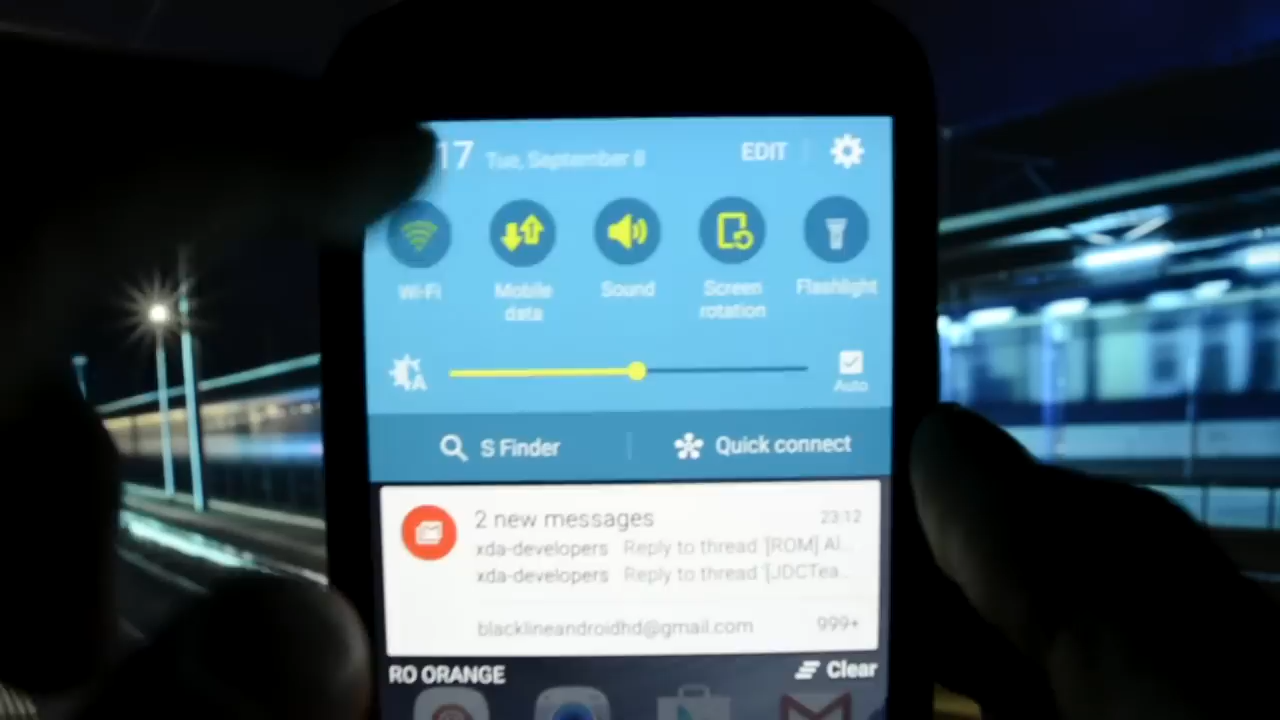 17 Tue, September 8 EDIT
Wi-Fi Mobile data Sound Screen rotation Flashlight
A Auto
S Finder Quick connect
2 new messages 23:12
xda-developers Reply to thread '[ROM] Al...
xda-developers Reply to thread '[JDCTea...
blacklineandroidhd@gmail.com 999+
RO ORANGE Clear